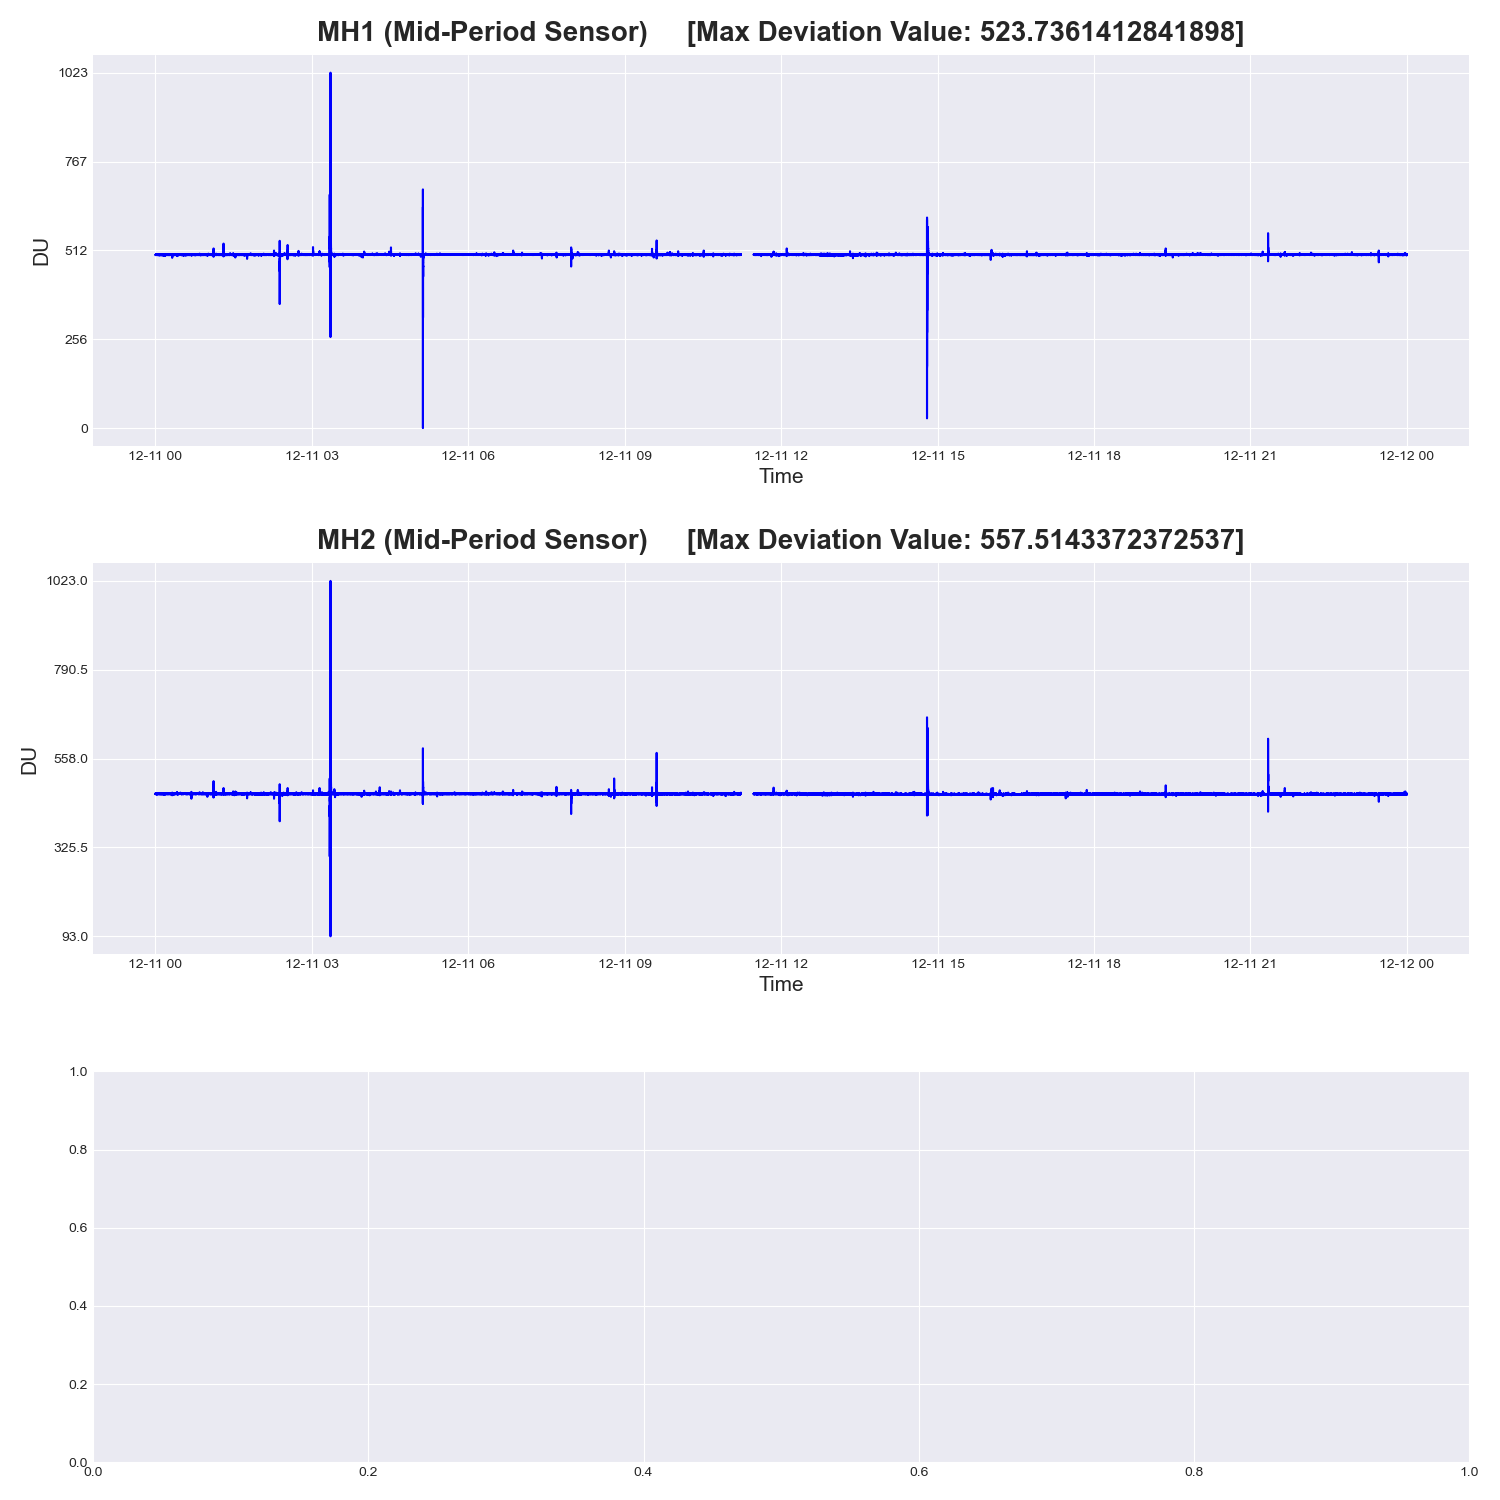 MH1 (Mid-Period Sensor) [Max Deviation Value: 523.7361412841898]
1023
767
512
256
0
DU
12-11 00 12-11 03 12-11 06 12-11 09 12-11 12 12-11 15 12-11 18 12-11 21 12-12 00
Time
MH2 (Mid-Period Sensor) [Max Deviation Value: 557.5143372372537]
1023.0
790.5
558.0
325.5
93.0
DU
12-11 00 12-11 03 12-11 06 12-11 09 12-11 12 12-11 15 12-11 18 12-11 21 12-12 00
Time
1.0
0.8
0.6
0.4
0.2
0.0
0.0 0.2 0.4 0.6 0.8 1.0